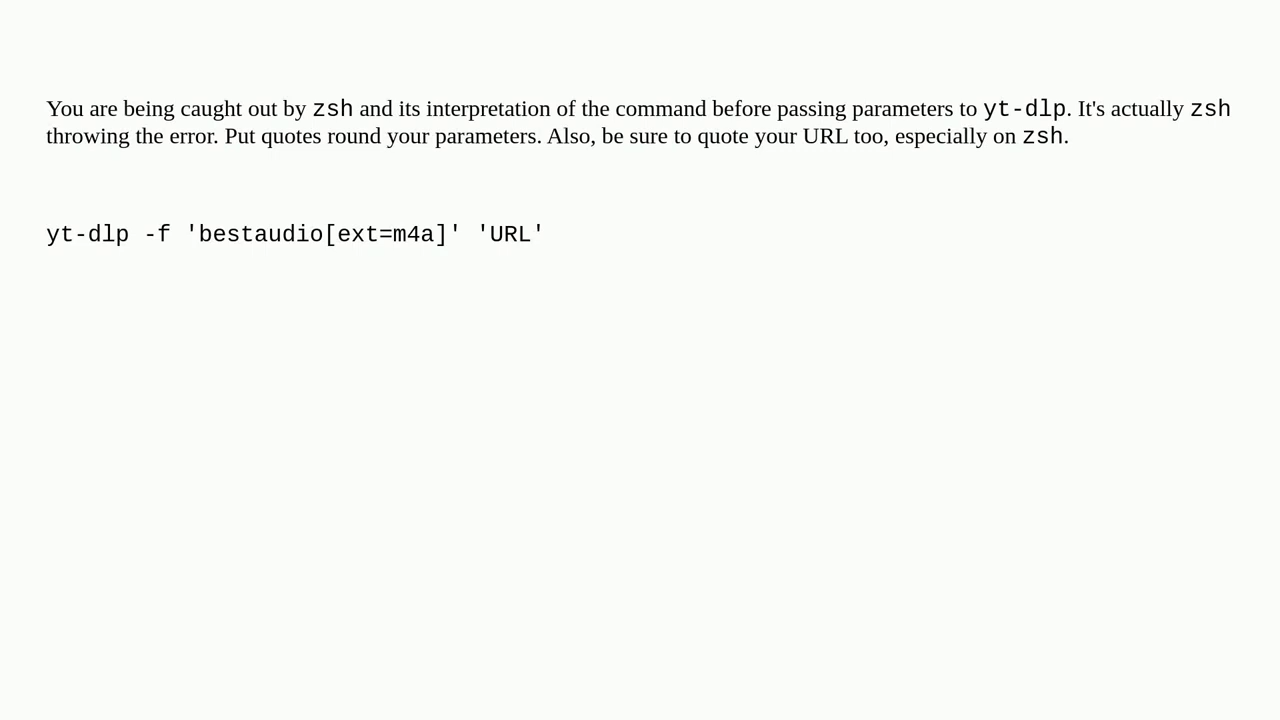 You are being caught out by zsh and its interpretation of the command before passing parameters to yt-dlp. It's actually zsh
throwing the error. Put quotes round your parameters. Also, be sure to quote your URL too, especially on zsh.
yt-dlp -f 'bestaudio[ext=m4a]' 'URL'